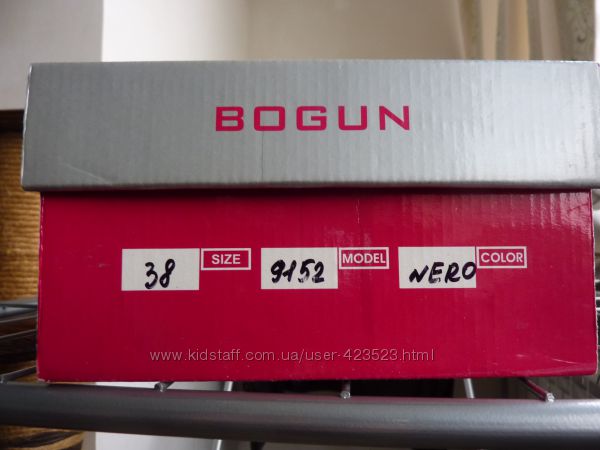 BOGUN
38 SIZE 9152 MODEL NERO COLOR
www.kidstaff.com.ua/user-423523.html